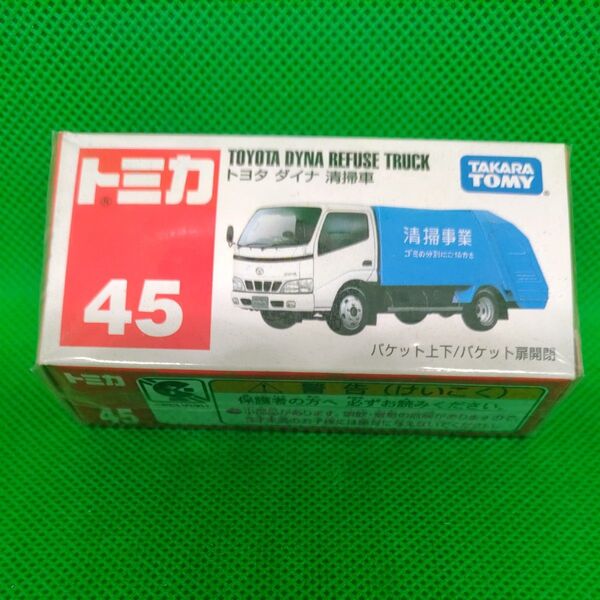 トミカ
®
45
TOYOTA DYNA REFUSE TRUCK
トヨタ ダイナ 清掃車
TAKARA
TOMY
®
清掃事業
バケット上下/バケット扉開閉
トミカ
45
警告(けいこく)
保護者の方へ 必ずお読みください。